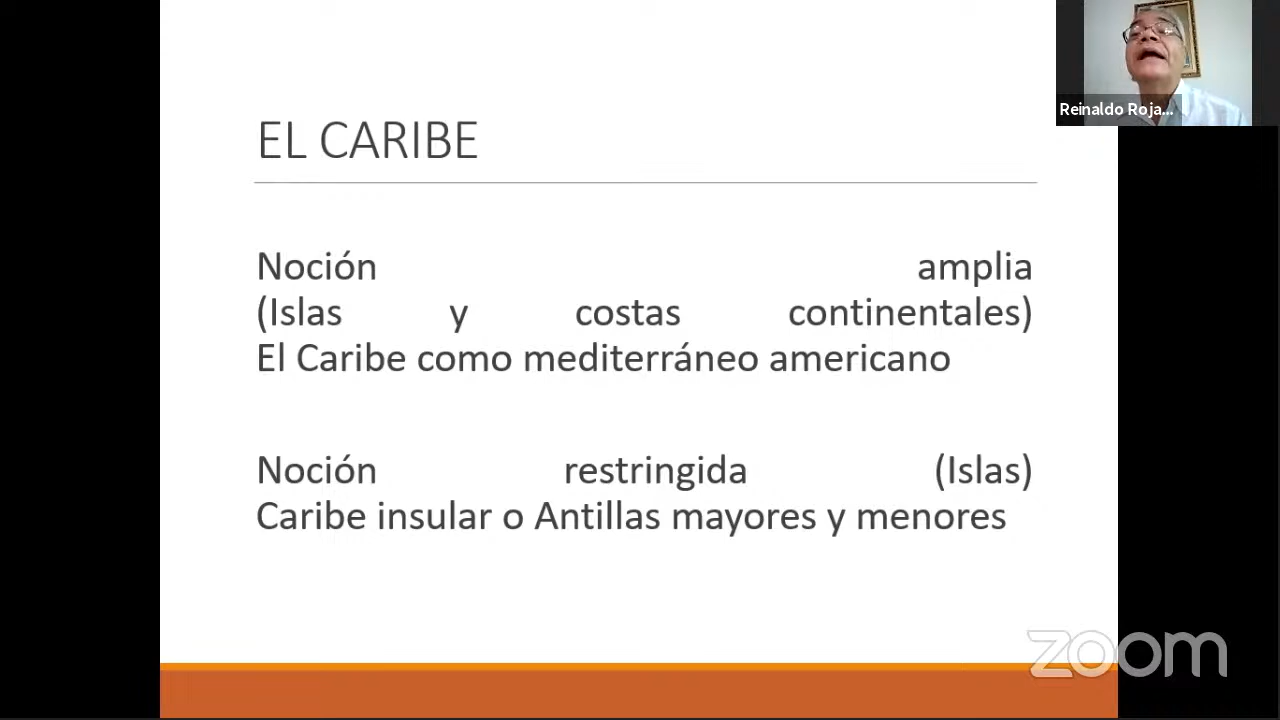 Reinaldo Roja...
EL CARIBE
Noción amplia
(Islas y costas continentales)
El Caribe como mediterráneo americano
Noción restringida (Islas)
Caribe insular o Antillas mayores y menores
zoom